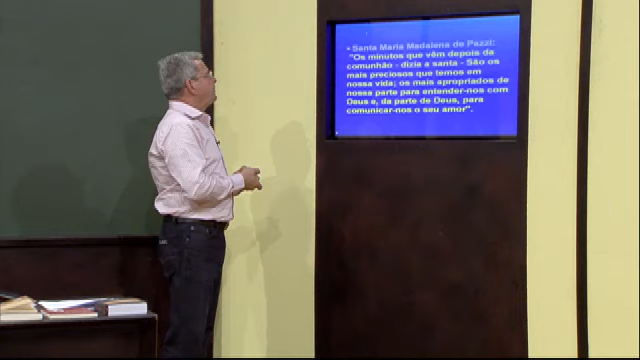 • Santa Maria Madalena de Pazzi:
"Os minutos que vêm depois da
comunhão - dizia a santa - São os
mais preciosos que temos em
nossa vida; os mais apropriados de
nossa parte para entender-nos com
Deus e, da parte de Deus, para
comunicar-nos o seu amor".